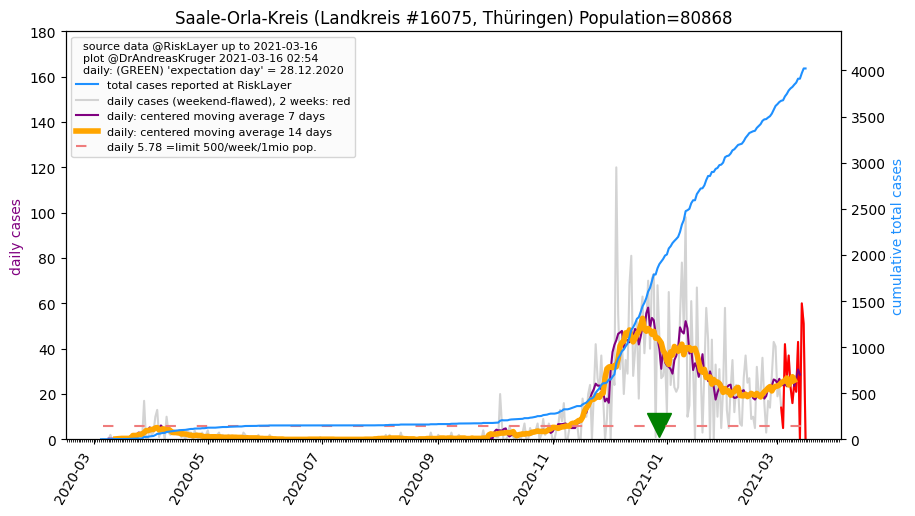 Saale-Orla-Kreis (Landkreis #16075, Thüringen) Population=80868
source data @RiskLayer up to 2021-03-16
plot @DrAndreasKruger 2021-03-16 02:54
daily: (GREEN) 'expectation day' = 28.12.2020
total cases reported at RiskLayer
daily cases (weekend-flawed), 2 weeks: red
daily: centered moving average 7 days
daily: centered moving average 14 days
daily 5.78 =limit 500/week/1mio pop.
daily cases
180
160
140
120
100
80
60
40
20
0
cumulative total cases
4000
3500
3000
2500
2000
1500
1000
500
0
2020-03
2020-05
2020-07
2020-09
2020-11
2021-01
2021-03